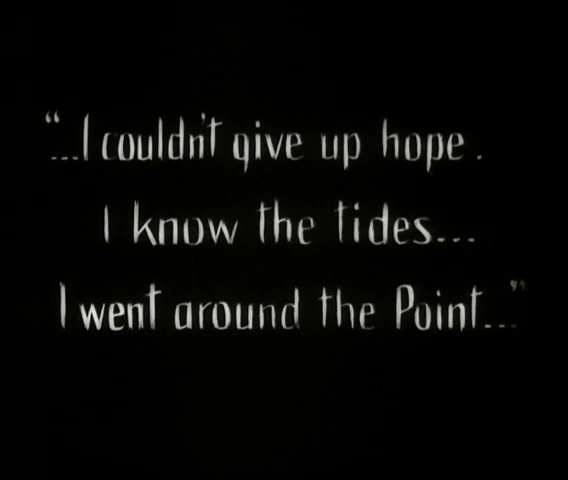 "...I couldn't give up hope.
I know the tides...
I went around the Point..."